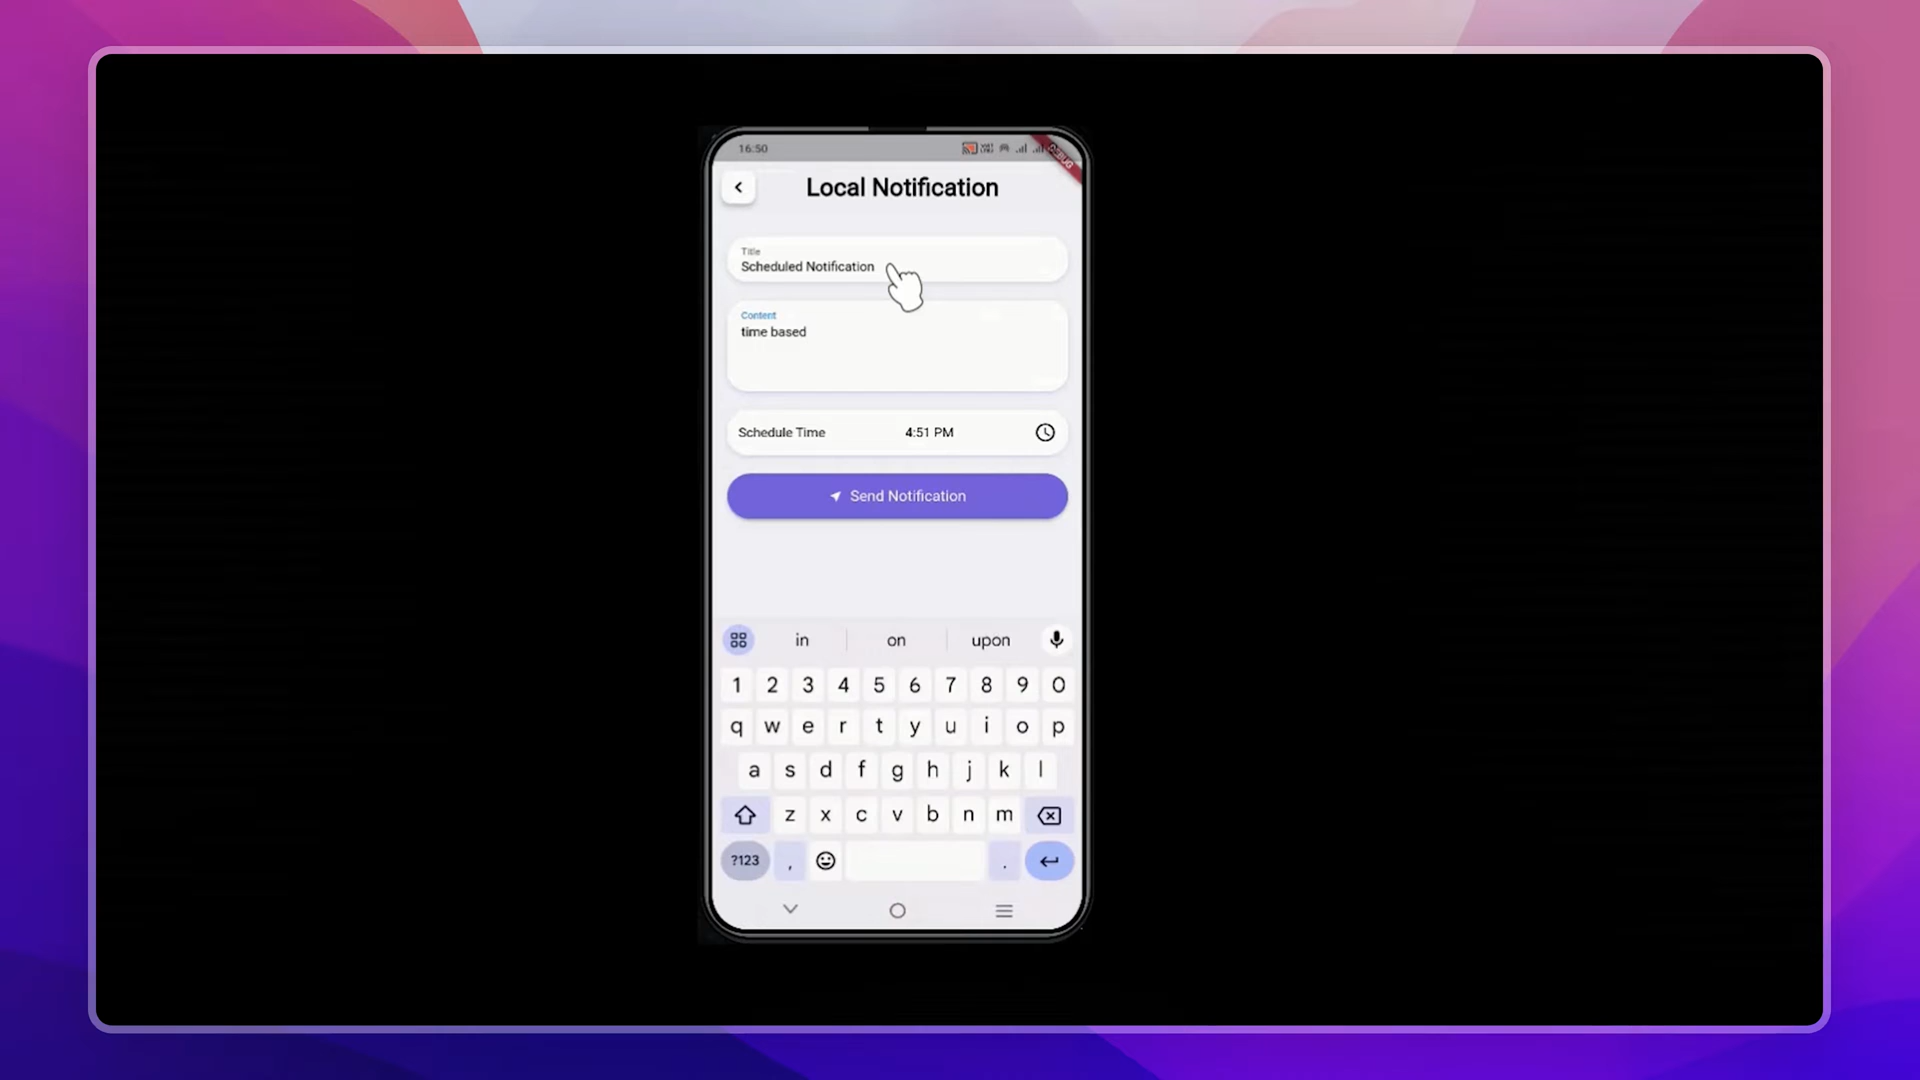 16:50
DEBUG
Local Notification
Title
Scheduled Notification
Content
time based
Schedule Time 4:51 PM
Send Notification
in on upon
1 2 3 4 5 6 7 8 9 0
q w e r t y u i o p
a s d f g h j k l
z x c v b n m
?123 , .